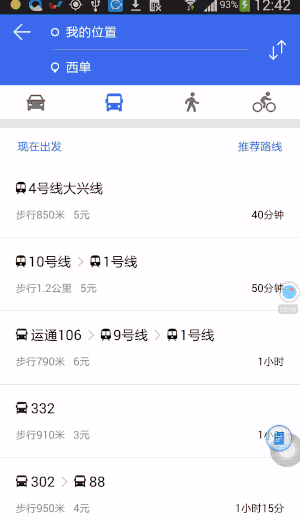 93% 12:42
我的位置
西单
现在出发 推荐路线
4号线大兴线
步行850米 5元 40分钟
10号线 1号线
步行1.2公里 5元 50分钟
00:00
运通106 9号线 1号线
步行790米 6元 1小时
332
步行910米 3元 1小
302 88
步行950米 4元 1小时15分